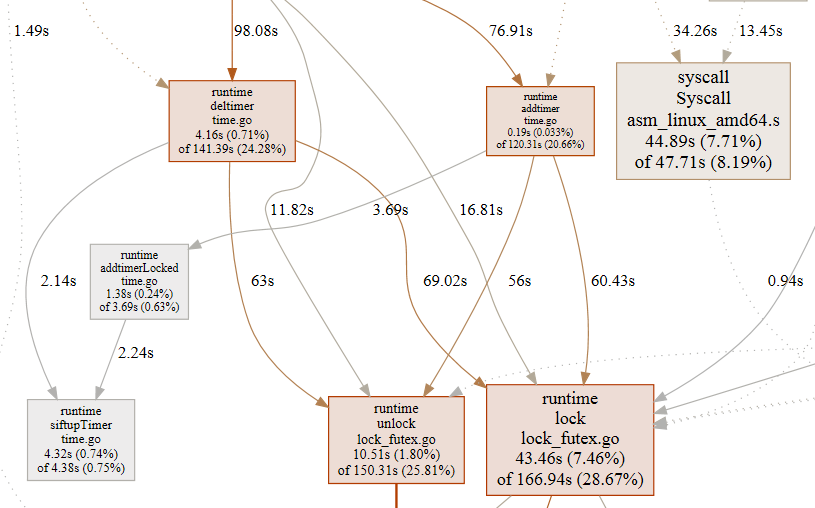 1.49s
98.08s
76.91s
34.26s
13.45s
runtime
deltimer
time.go
4.16s (0.71%)
of 141.39s (24.28%)
runtime
addtimer
time.go
0.19s (0.033%)
of 120.31s (20.66%)
syscall
Syscall
asm_linux_amd64.s
44.89s (7.71%)
of 47.71s (8.19%)
11.82s
3.69s
16.81s
runtime
addtimerLocked
time.go
1.38s (0.24%)
of 3.69s (0.63%)
2.14s
63s
69.02s
56s
60.43s
0.94s
2.24s
runtime
siftupTimer
time.go
4.32s (0.74%)
of 4.38s (0.75%)
runtime
unlock
lock_futex.go
10.51s (1.80%)
of 150.31s (25.81%)
runtime
lock
lock_futex.go
43.46s (7.46%)
of 166.94s (28.67%)